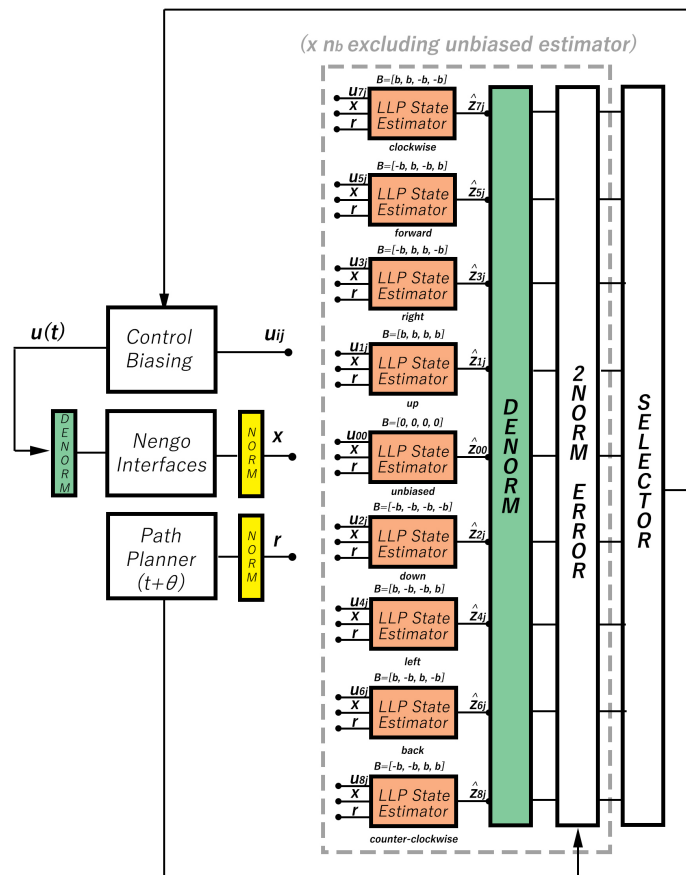 (x nb excluding unbiased estimator)
B=[b, b, -b, -b]
u7j
x
r
LLP State
Estimator
ẑ7j
clockwise
B=[-b, b, -b, b]
u5j
x
r
LLP State
Estimator
ẑ5j
forward
B=[-b, b, b, -b]
u3j
x
r
LLP State
Estimator
ẑ3j
right
B=[b, b, b, b]
u1j
x
r
LLP State
Estimator
ẑ1j
up
B=[0, 0, 0, 0]
u00
x
r
LLP State
Estimator
ẑ00
unbiased
B=[-b, -b, -b, -b]
u2j
x
r
LLP State
Estimator
ẑ2j
down
B=[b, -b, -b, b]
u4j
x
r
LLP State
Estimator
ẑ4j
left
B=[b, -b, b, -b]
u6j
x
r
LLP State
Estimator
ẑ6j
back
B=[-b, -b, b, b]
u8j
x
r
LLP State
Estimator
ẑ8j
counter-clockwise
u(t)
Control
Biasing
uij
DENORM
Nengo
Interfaces
NORM
x
Path
Planner
(t+θ)
NORM
r
DENORM
2NORM ERROR
SELECTOR